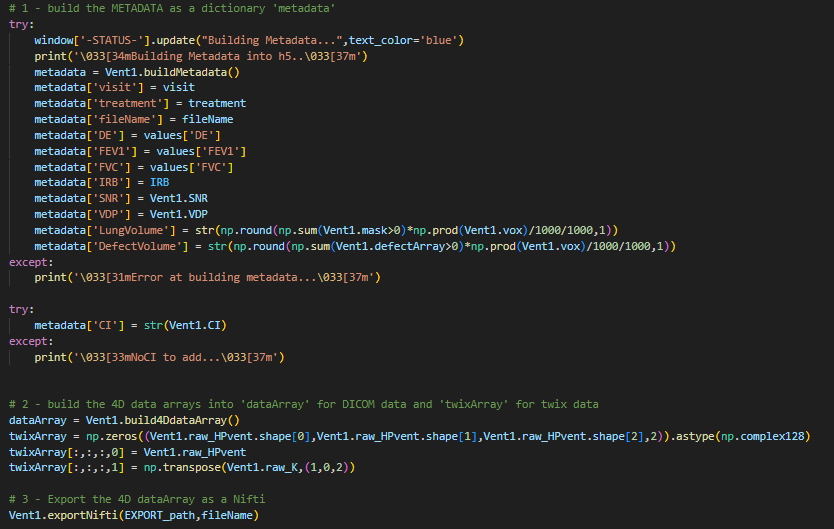 # 1 - build the METADATA as a dictionary 'metadata'
try:
    window['-STATUS-'].update("Building Metadata...",text_color='blue')
    print('\033[34mBuilding Metadata into h5..\033[37m')
    metadata = Vent1.buildMetadata()
    metadata['visit'] = visit
    metadata['treatment'] = treatment
    metadata['fileName'] = fileName
    metadata['DE'] = values['DE']
    metadata['FEV1'] = values['FEV1']
    metadata['FVC'] = values['FVC']
    metadata['IRB'] = IRB
    metadata['SNR'] = Vent1.SNR
    metadata['VDP'] = Vent1.VDP
    metadata['LungVolume'] = str(np.round(np.sum(Vent1.mask>0)*np.prod(Vent1.vox)/1000/1000,1))
    metadata['DefectVolume'] = str(np.round(np.sum(Vent1.defectArray>0)*np.prod(Vent1.vox)/1000/1000,1))
except:
    print('\033[31mError at building metadata...\033[37m')

try:
    metadata['CI'] = str(Vent1.CI)
except:
    print('\033[33mNoCI to add...\033[37m')


# 2 - build the 4D data arrays into 'dataArray' for DICOM data and 'twixArray' for twix data
dataArray = Vent1.build4DdataArray()
twixArray = np.zeros((Vent1.raw_HPvent.shape[0],Vent1.raw_HPvent.shape[1],Vent1.raw_HPvent.shape[2],2)).astype(np.complex128)
twixArray[:,:,:,0] = Vent1.raw_HPvent
twixArray[:,:,:,1] = np.transpose(Vent1.raw_K,(1,0,2))

# 3 - Export the 4D dataArray as a Nifti
Vent1.exportNifti(EXPORT_path,fileName)